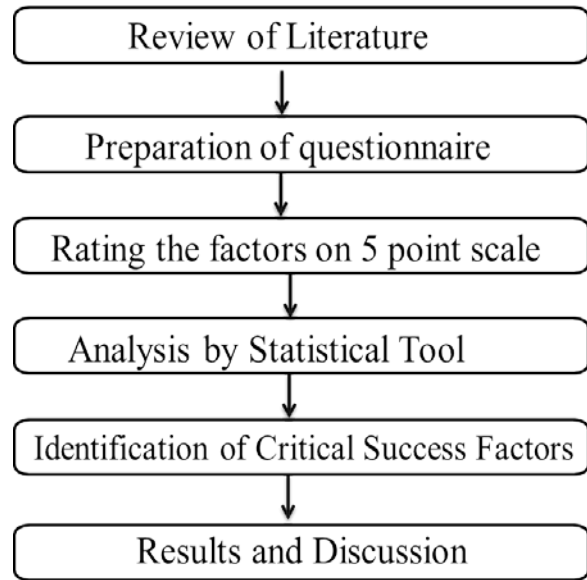 Review of Literature
Preparation of questionnaire
Rating the factors on 5 point scale
Analysis by Statistical Tool
Identification of Critical Success Factors
Results and Discussion